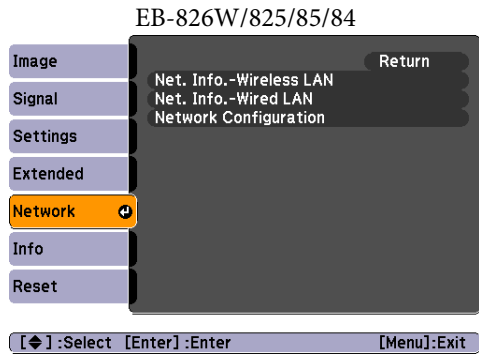 EB-826W/825/85/84
Image
Return
Net. Info.-Wireless LAN
Signal
Net. Info.-Wired LAN
Network Configuration
Settings
Extended
Network
Info
Reset
[◆] :Select [Enter] :Enter [Menu]:Exit